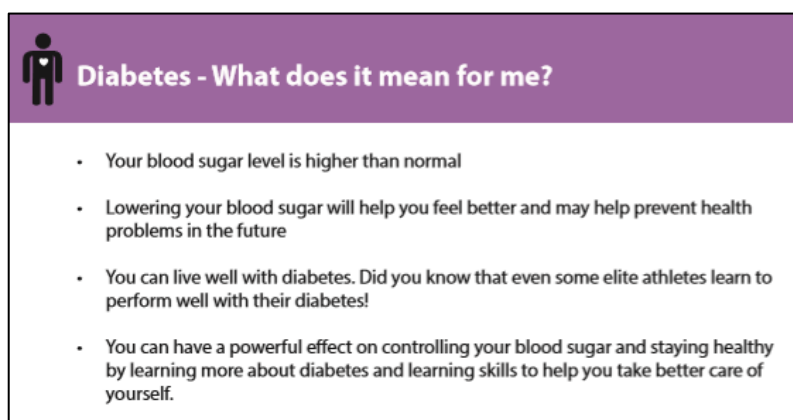 Diabetes - What does it mean for me?
• Your blood sugar level is higher than normal
• Lowering your blood sugar will help you feel better and may help prevent health
problems in the future
• You can live well with diabetes. Did you know that even some elite athletes learn to
perform well with their diabetes!
• You can have a powerful effect on controlling your blood sugar and staying healthy
by learning more about diabetes and learning skills to help you take better care of
yourself.